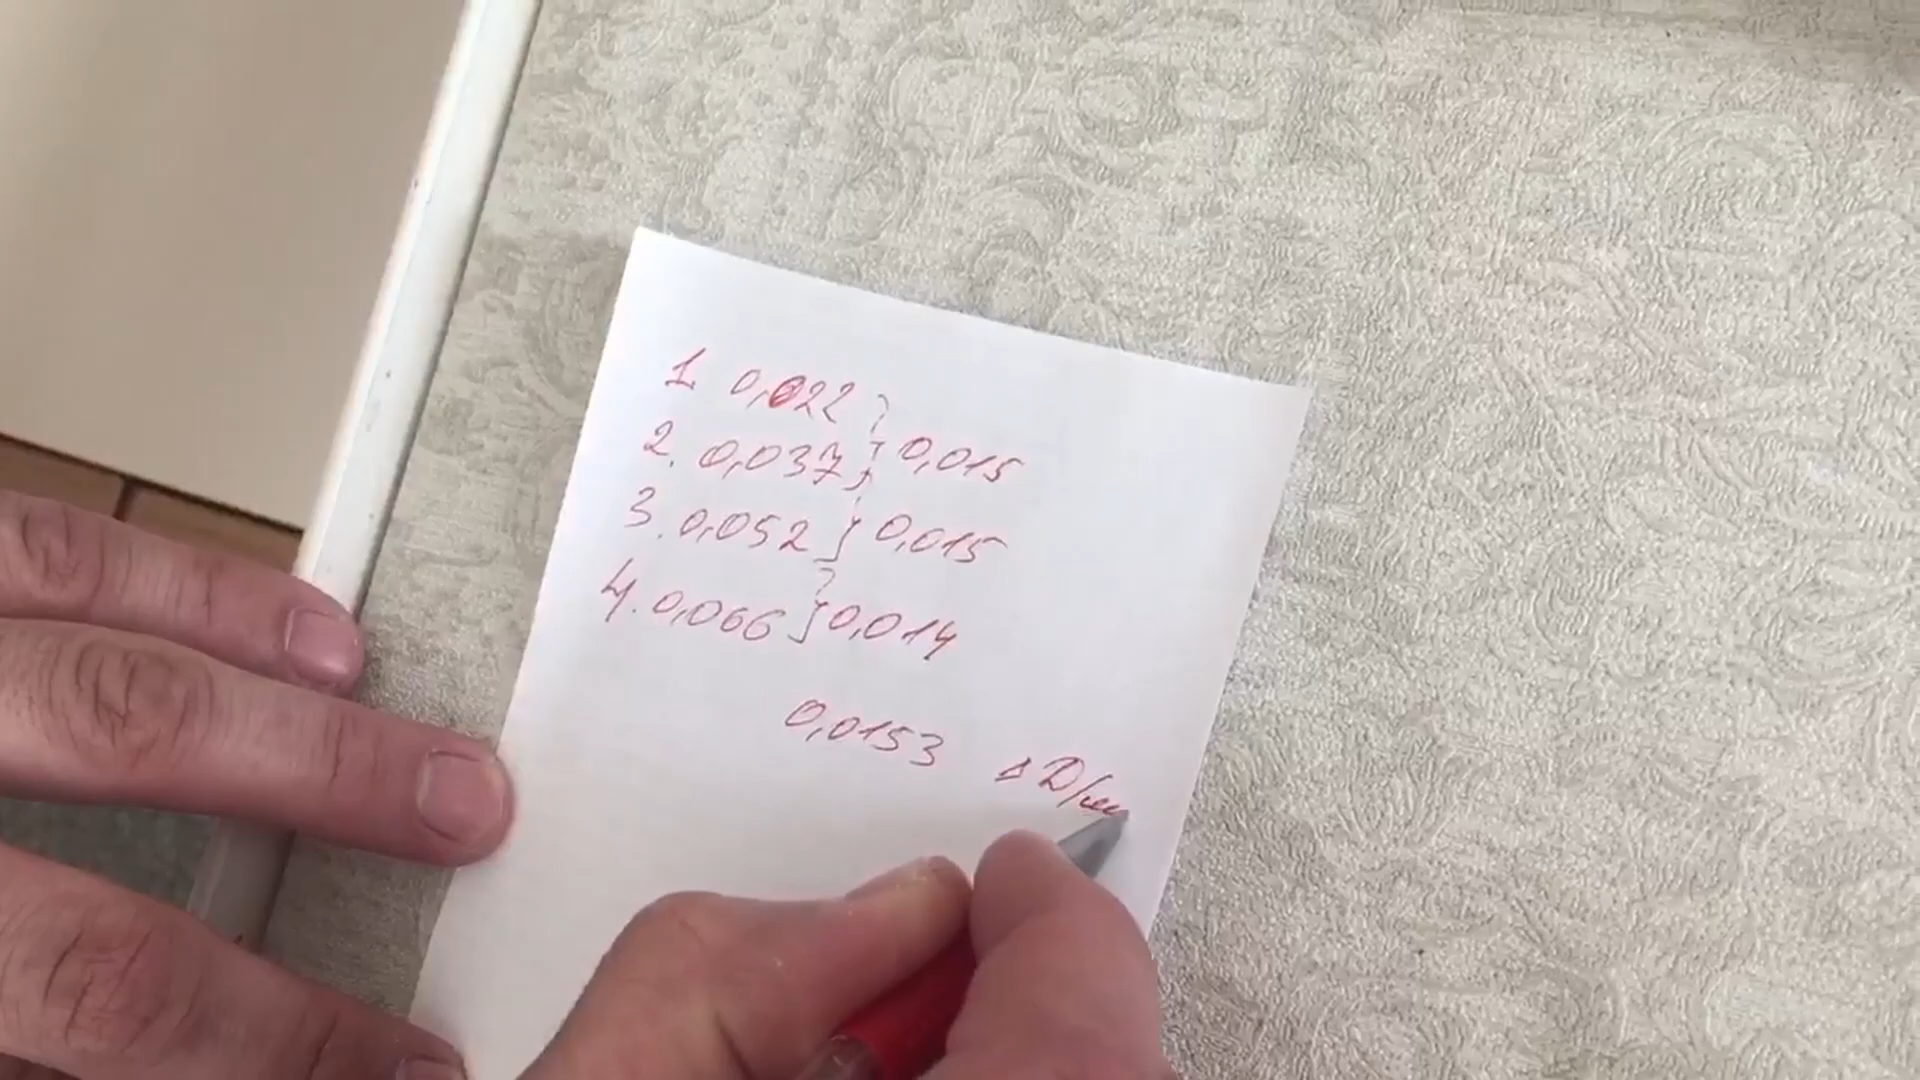 1. 0,022
2. 0,037 } 0,015
3. 0,052 } 0,015
4. 0,066 } 0,014
0,0153